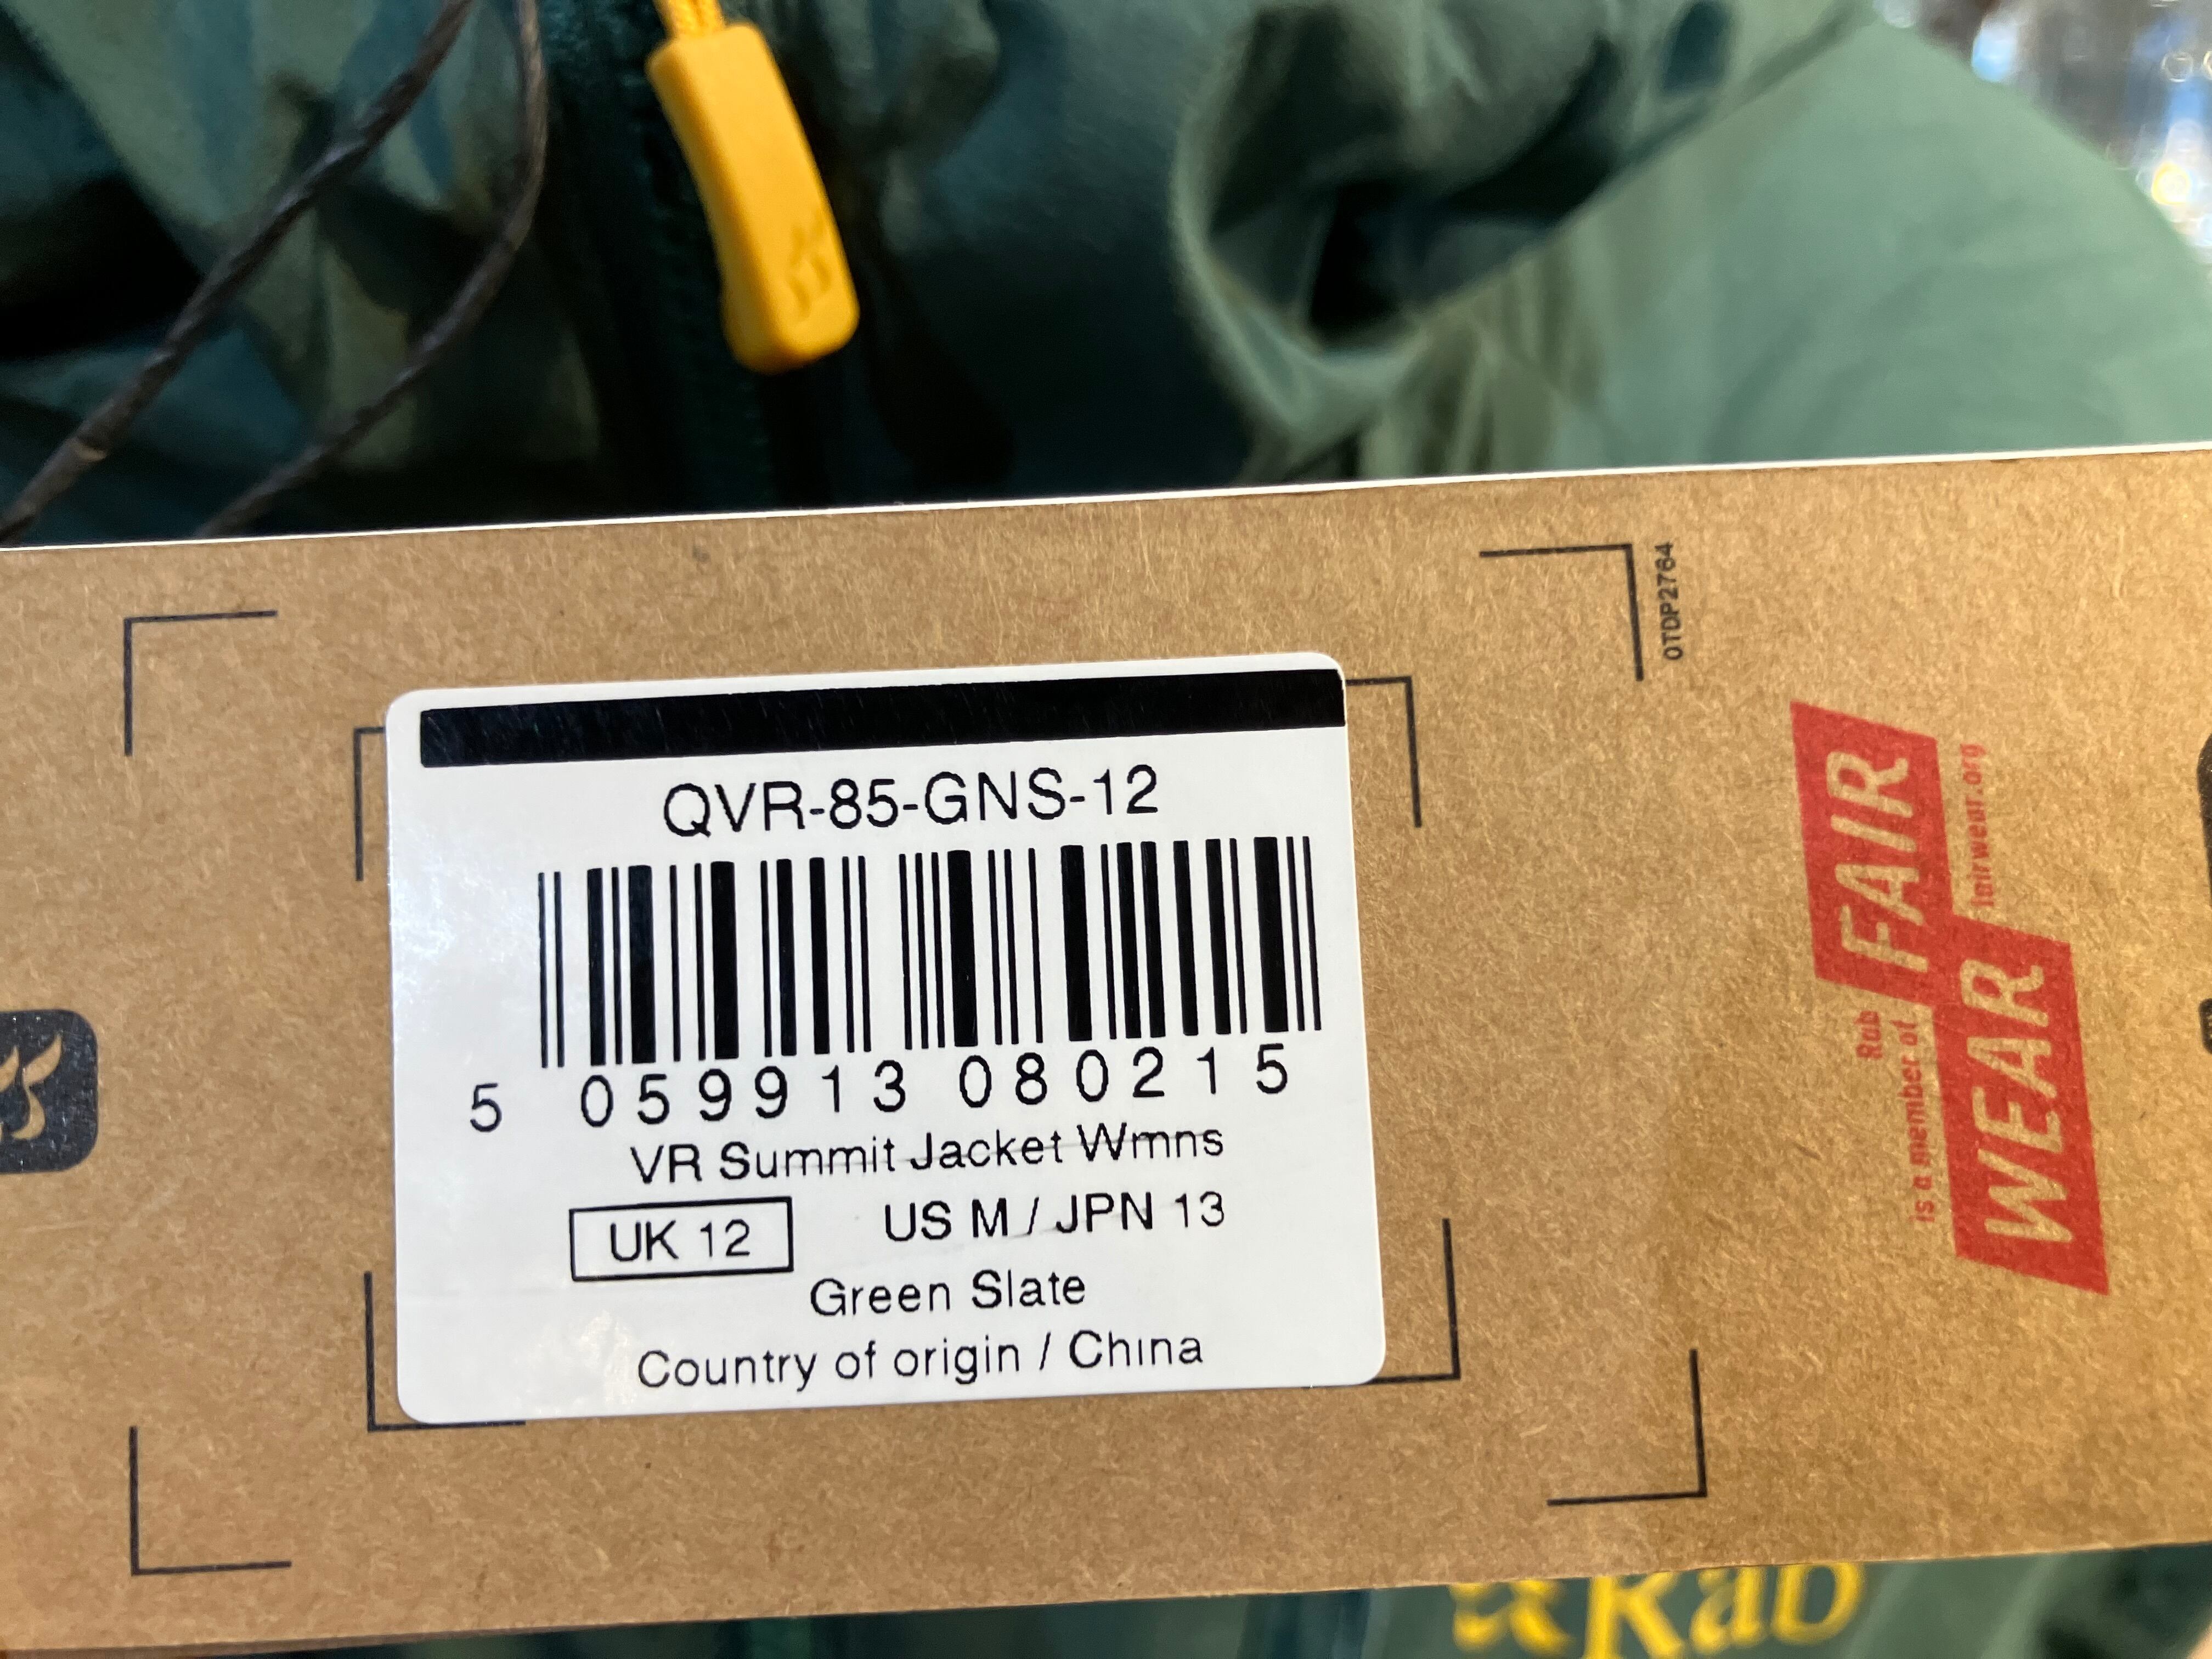 QVR-85-GNS-12
5 059913 080215
VR Summit Jacket Wmns
UK 12 US M / JPN 13
Green Slate
Country of origin / China
OTDP2764
Rab
is a member of
FAIR
WEAR
fairwear.org
Rab